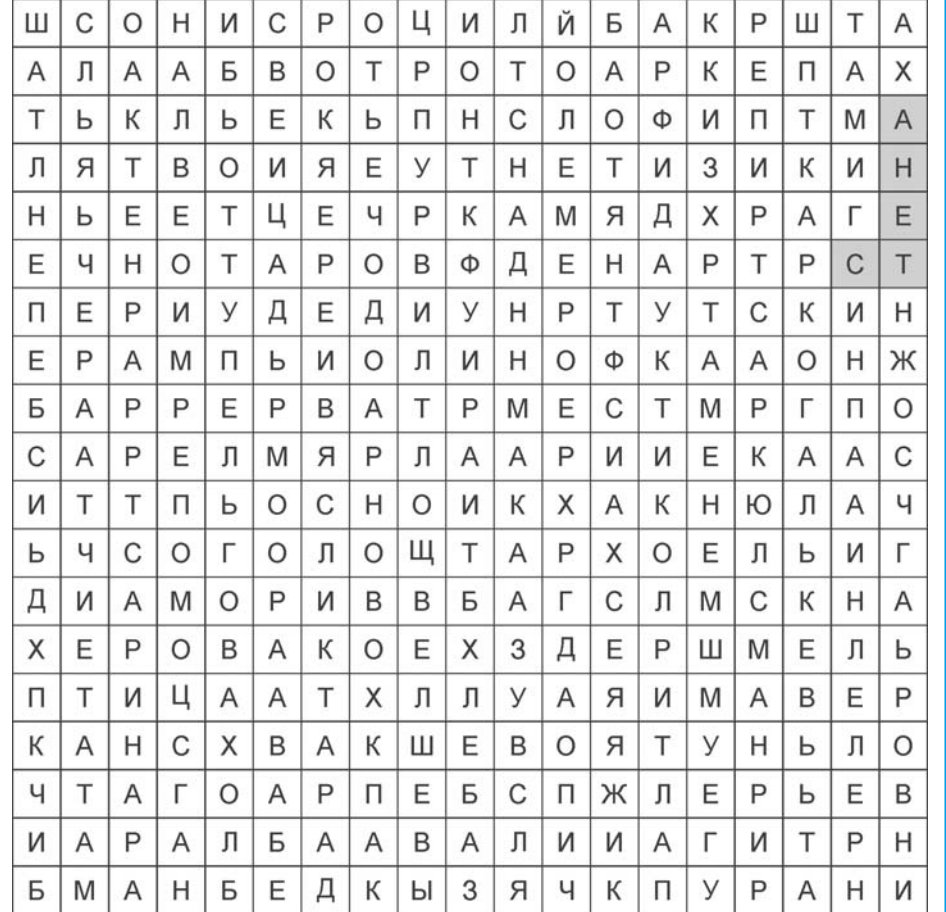 Ш С О Н И С Р О Ц И Л Й Б А К Р Ш Т А
А Л А А Б В О Т Р О Т О А Р К Е П А Х
Т Ь К Л Ь Е К Ь П Н С Л О Ф И П Т М А
Л Я Т В О И Я Е У Т Н Е Т И З И К И Н
Н Ь Е Е Т Ц Е Ч Р К А М Я Д Х Р А Г Е
Е Ч Н О Т А Р О В Ф Д Е Н А Р Т Р С Т
П Е Р И У Д Е Д И У Н Р Т У Т С К И Н
Е Р А М П Ь И О Л И Н О Ф К А А О Н Ж
Б А Р Р Е Р В А Т Р М Е С Т М Р Г П О
С А Р Е Л М Я Р Л А А Р И И Е К А А С
И Т Т П Ь О С Н О И К Х А К Н Ю Л А Ч
Ь Ч С О Г О Л О Щ Т А Р Х О Е Л Ь И Г
Д И А М О Р И В В Б А Г С Л М С К Н А
Х Е Р О В А К О Е Х З Д Е Р Ш М Е Л Ь
П Т И Ц А А Т Х Л Л У А Я И М А В Е Р
К А Н С Х В А К Ш Е В О Я Т У Н Ь Л О
Ч Т А Г О А Р П Е Б С П Ж Л Е Р Ь Е В
И А Р А Л Б А А В А Л И И А Г И Т Р Н
Б М А Н Б Е Д К Ы З Я Ч К П У Р А Н И